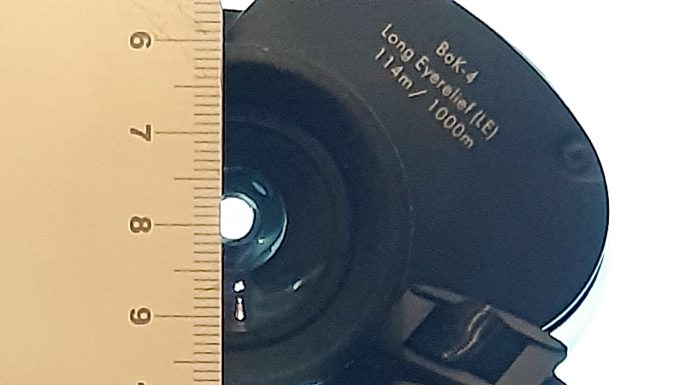 6
7
8
9
BaK-4
Long Eyerelief (LE)
114m/ 1000m